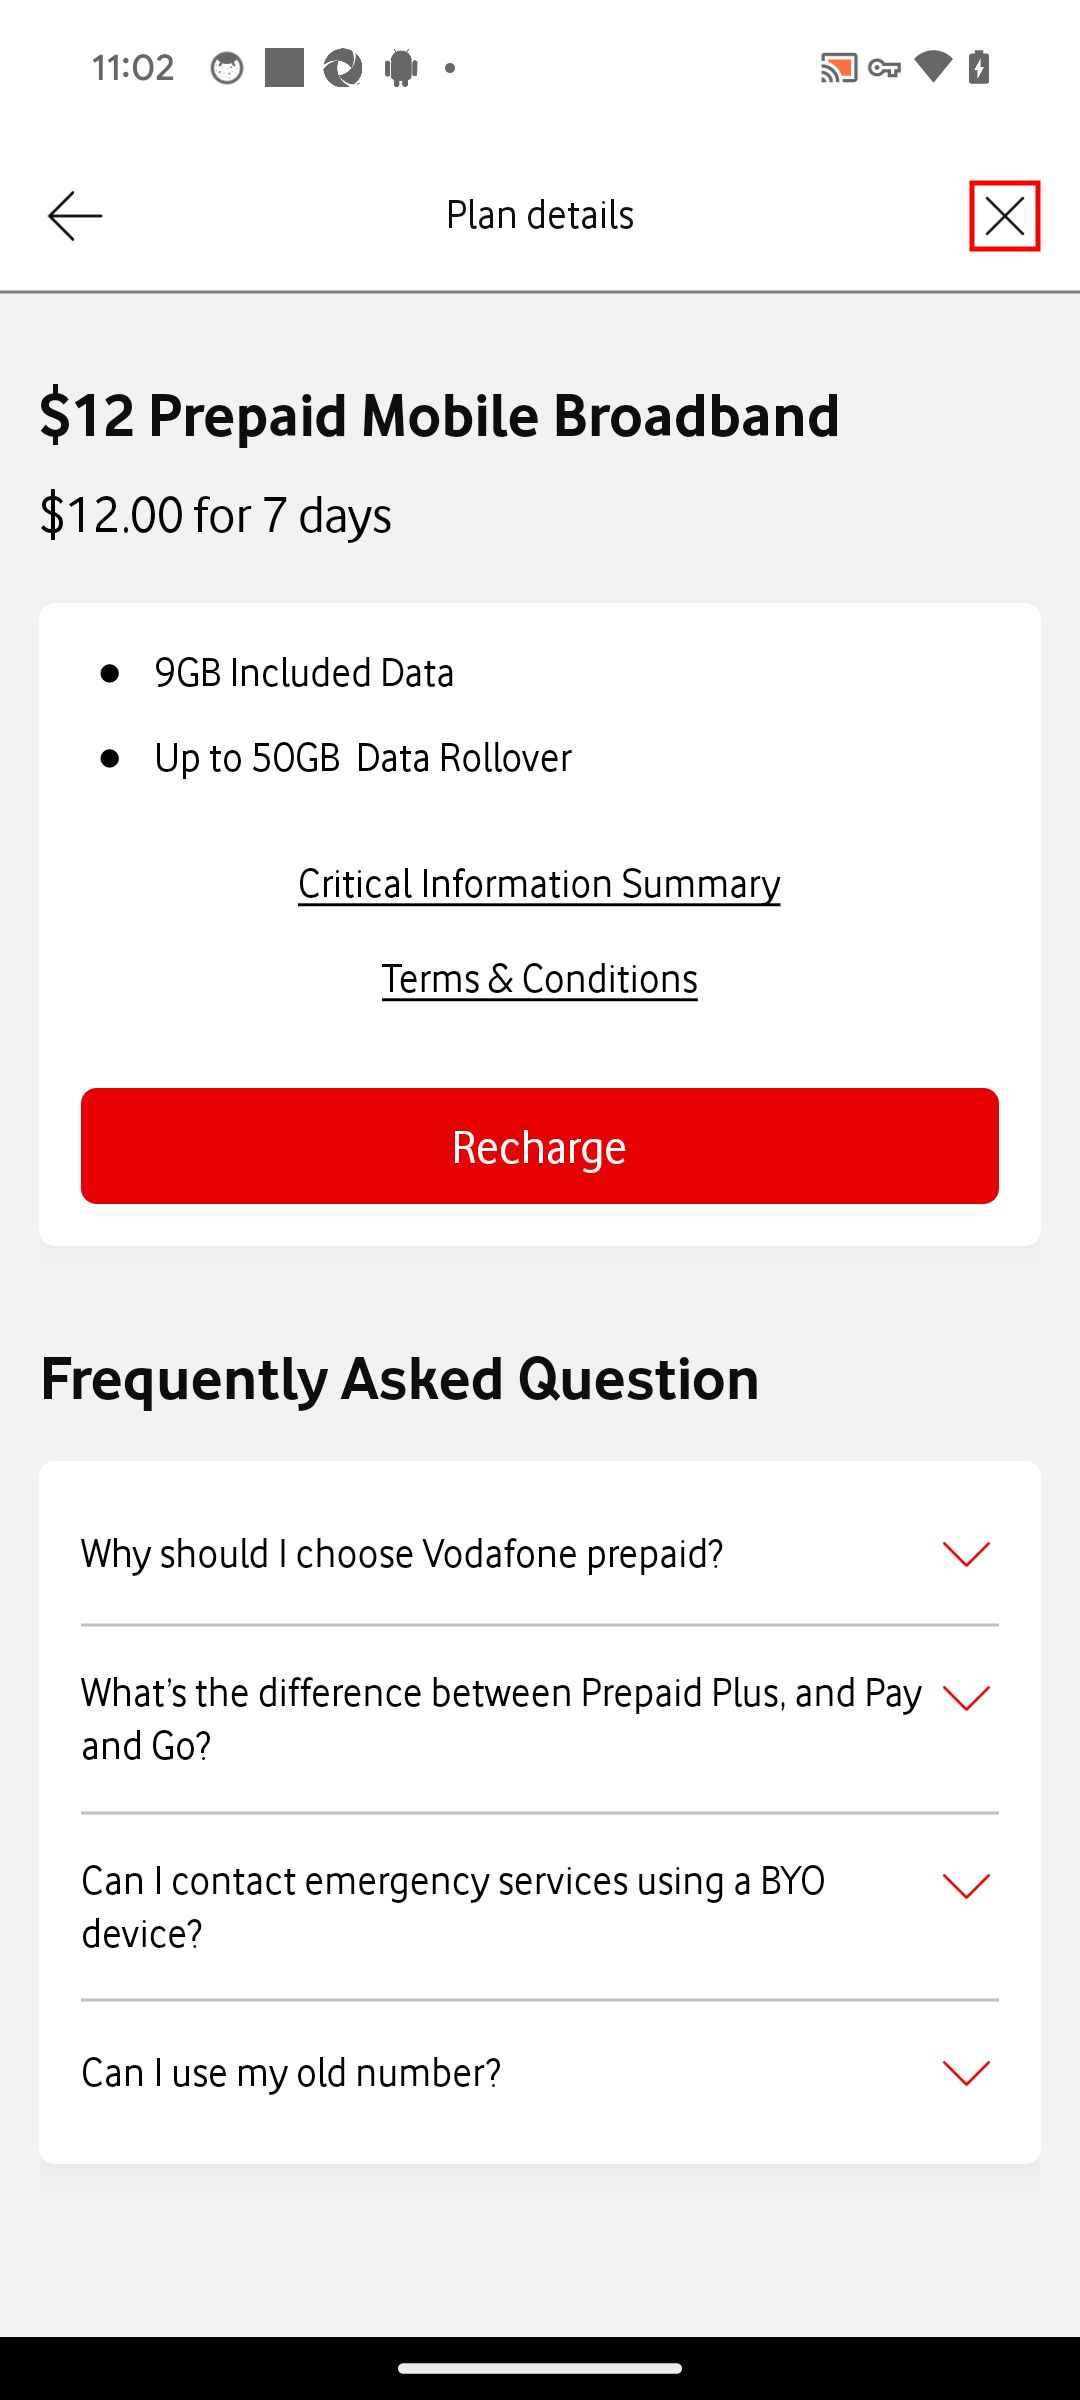 11:02
Plan details
$12 Prepaid Mobile Broadband
$12.00 for 7 days
9GB Included Data
Up to 50GB Data Rollover
Critical Information Summary
Terms & Conditions
Recharge
Frequently Asked Question
Why should I choose Vodafone prepaid?
What's the difference between Prepaid Plus, and Pay
and Go?
Can I contact emergency services using a BYO
device?
Can I use my old number?